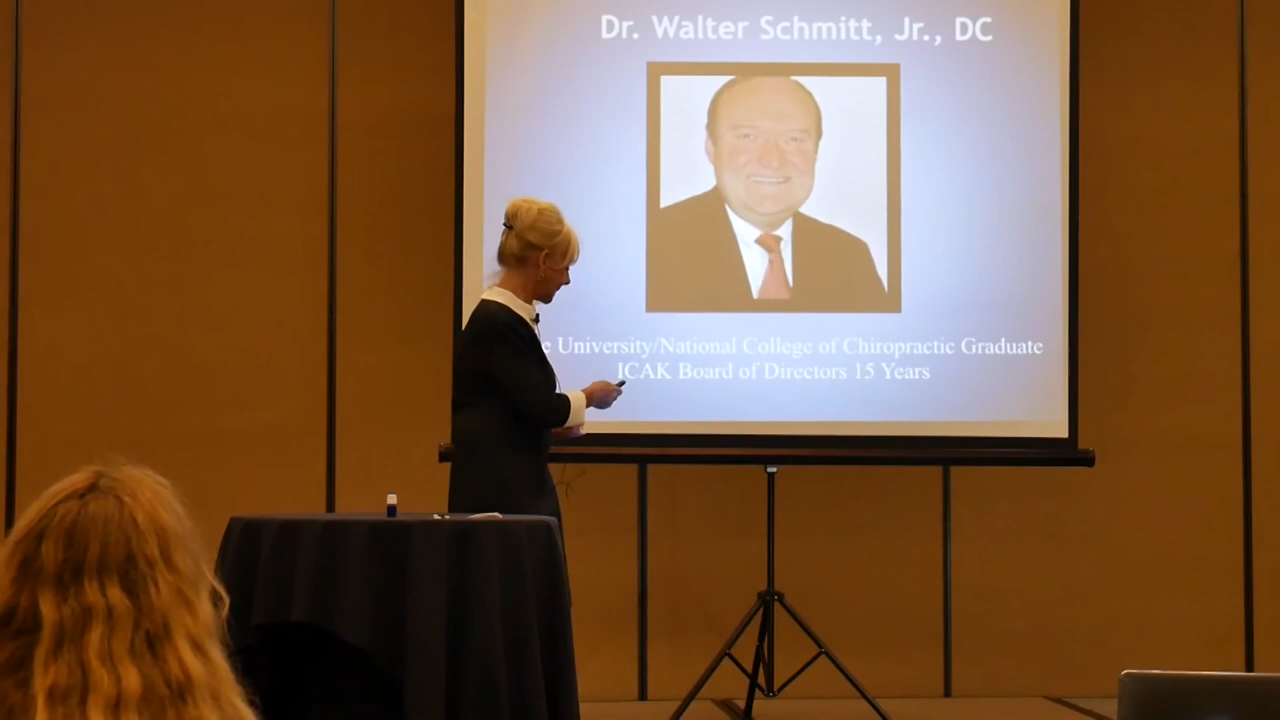 Dr. Walter Schmitt, Jr., DC
University/National College of Chiropractic Graduate
ICAK Board of Directors 15 Years